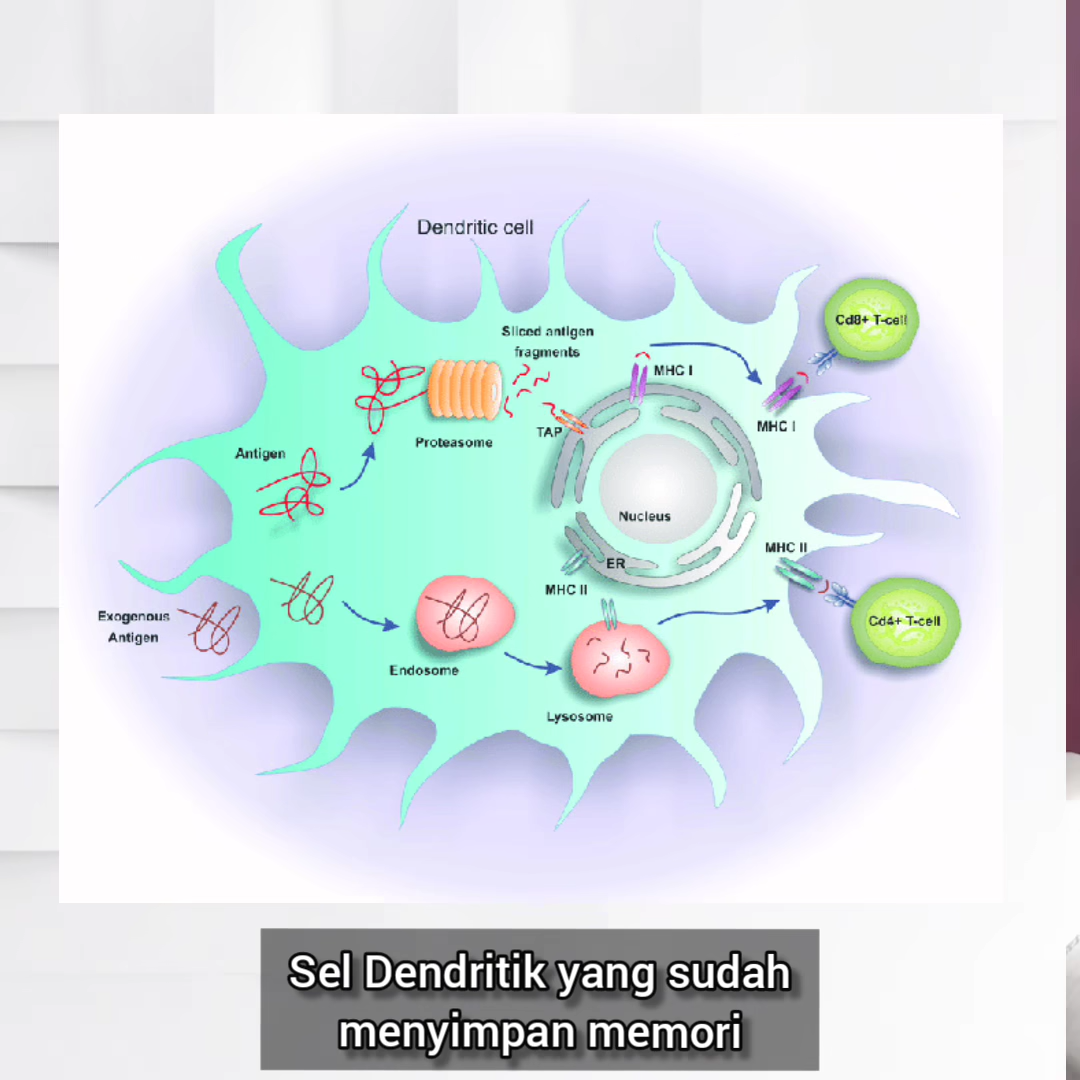 Dendritic cell
Sliced antigen
fragments
Cd8+ T-cell
MHC I
MHC I
TAP
Proteasome
Antigen
Nucleus
MHC II
ER
MHC II
Exogenous
Antigen
Cd4+ T-cell
Endosome
Lysosome
Sel Dendritik yang sudah
menyimpan memori